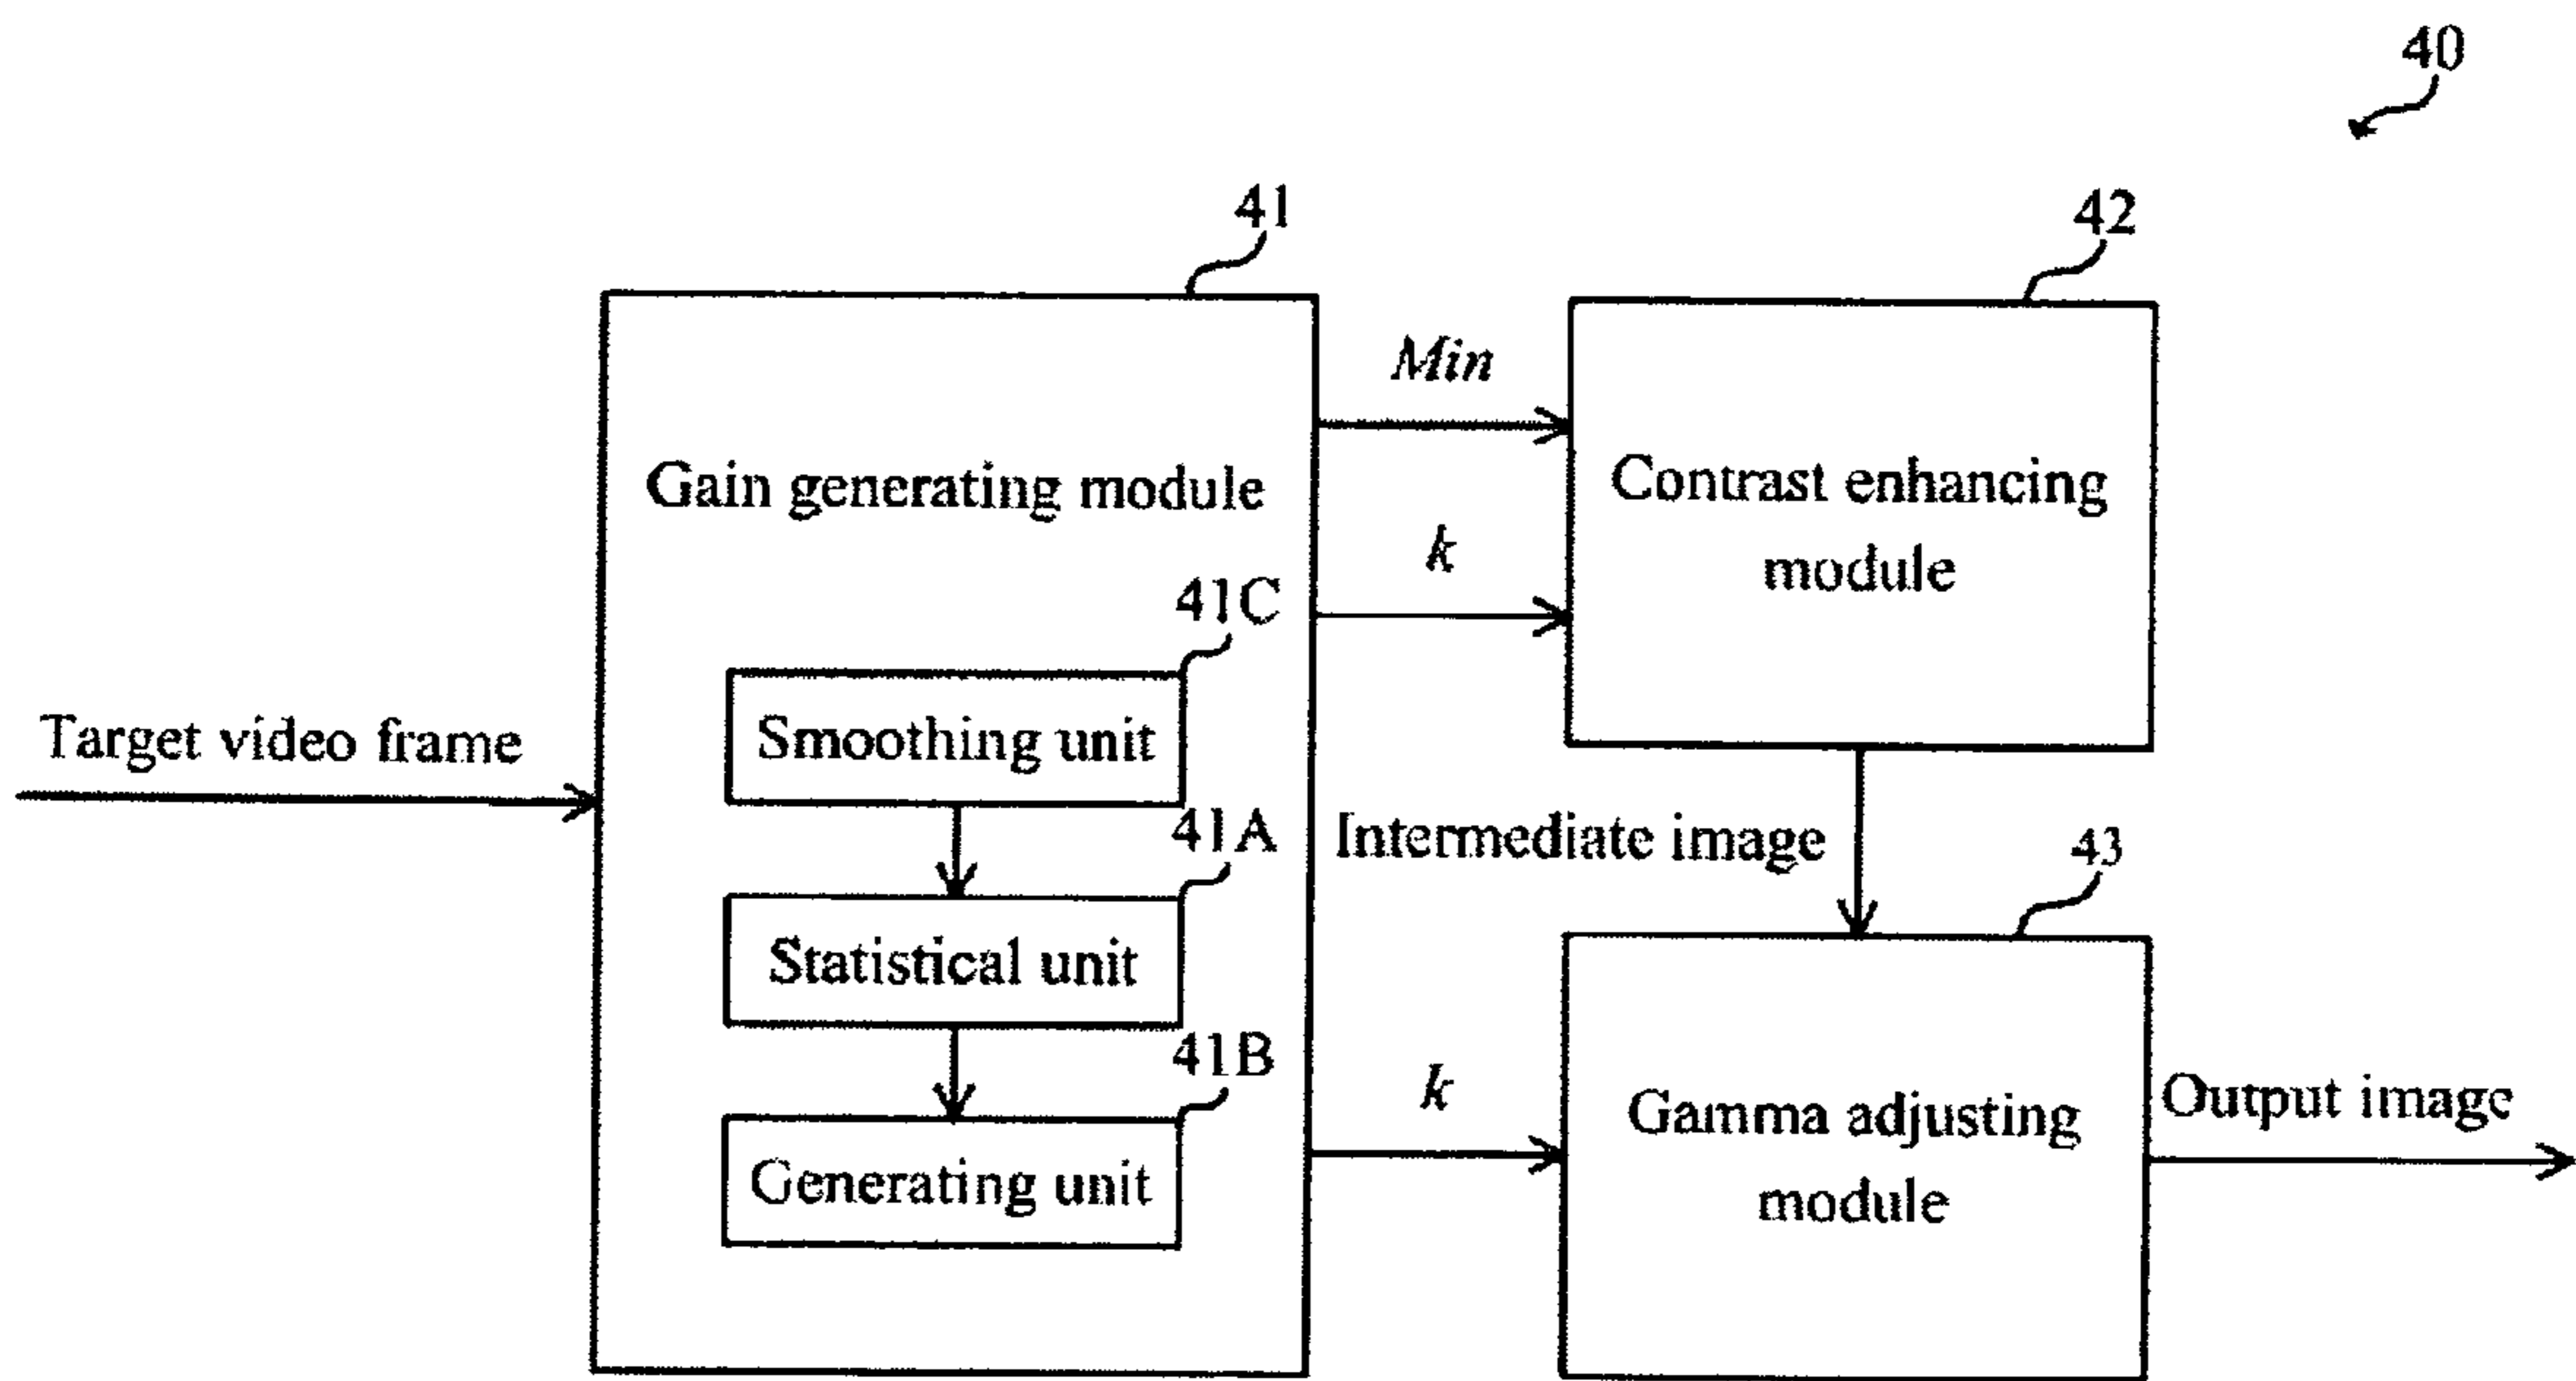 40
41
42
Min
Gain generating module
Contrast enhancing
module
k
41C
Smoothing unit
Target video frame
41A
Intermediate image
43
Statistical unit
41B
k
Generating unit
Gamma adjusting
module
Output image